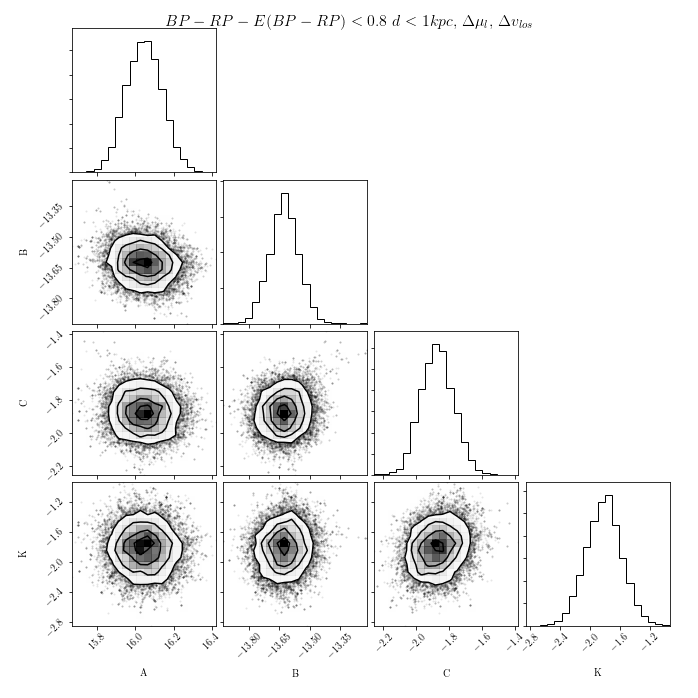 BP − RP − E(BP − RP) < 0.8 d < 1kpc, Δμ_l, Δv_los
B
−13.35
−13.50
−13.65
−13.80
C
−1.4
−1.6
−1.8
−2.0
−2.2
K
−1.2
−1.6
−2.0
−2.4
−2.8
15.8 16.0 16.2 16.4
−13.80 −13.65 −13.50 −13.35
−2.2 −2.0 −1.8 −1.6 −1.4
−2.8 −2.4 −2.0 −1.6 −1.2
A B C K